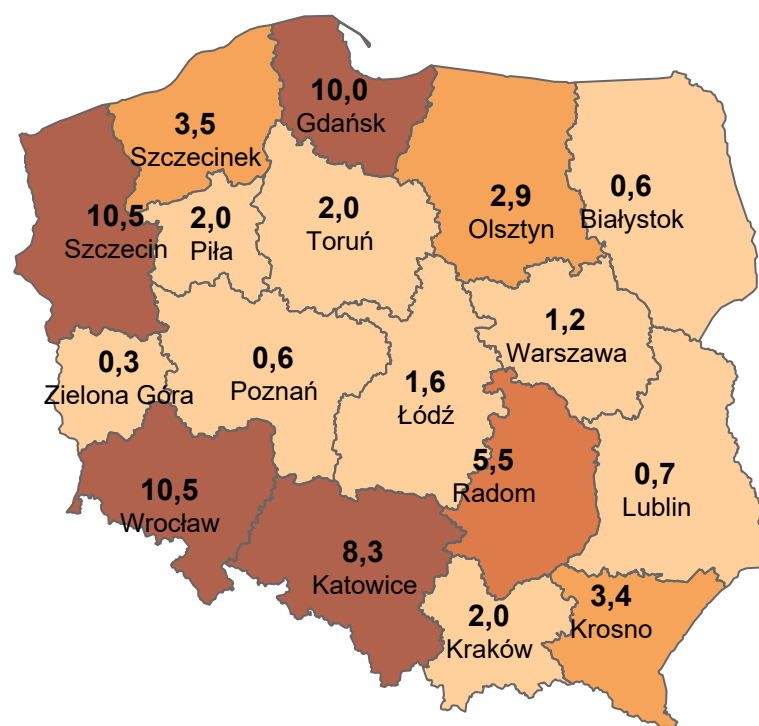 10,0
Gdańsk
3,5
Szczecinek
2,9
Olsztyn
0,6
Białystok
10,5
Szczecin
2,0
Piła
2,0
Toruń
1,2
Warszawa
0,3
Zielona Góra
0,6
Poznań
1,6
Łódź
5,5
Radom
0,7
Lublin
10,5
Wrocław
8,3
Katowice
2,0
Kraków
3,4
Krosno